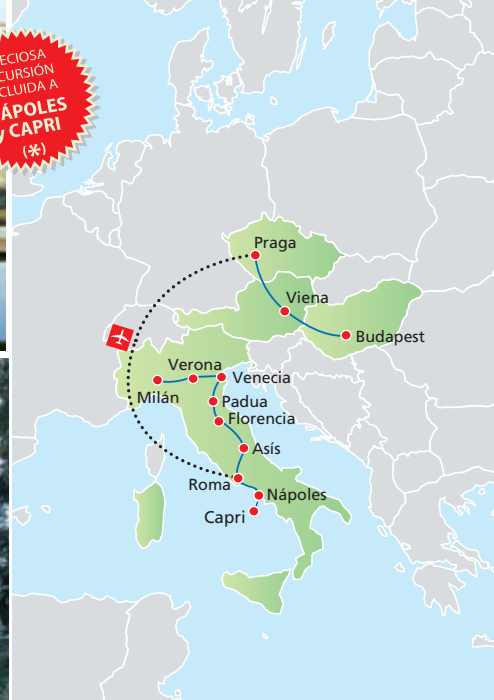 ECIOSA
CURSIÓN
CLUIDA A
ÁPOLES
y CAPRI
(*)
Praga
Viena
Budapest
Verona
Venecia
Milán
Padua
Florencia
Asís
Roma
Nápoles
Capri